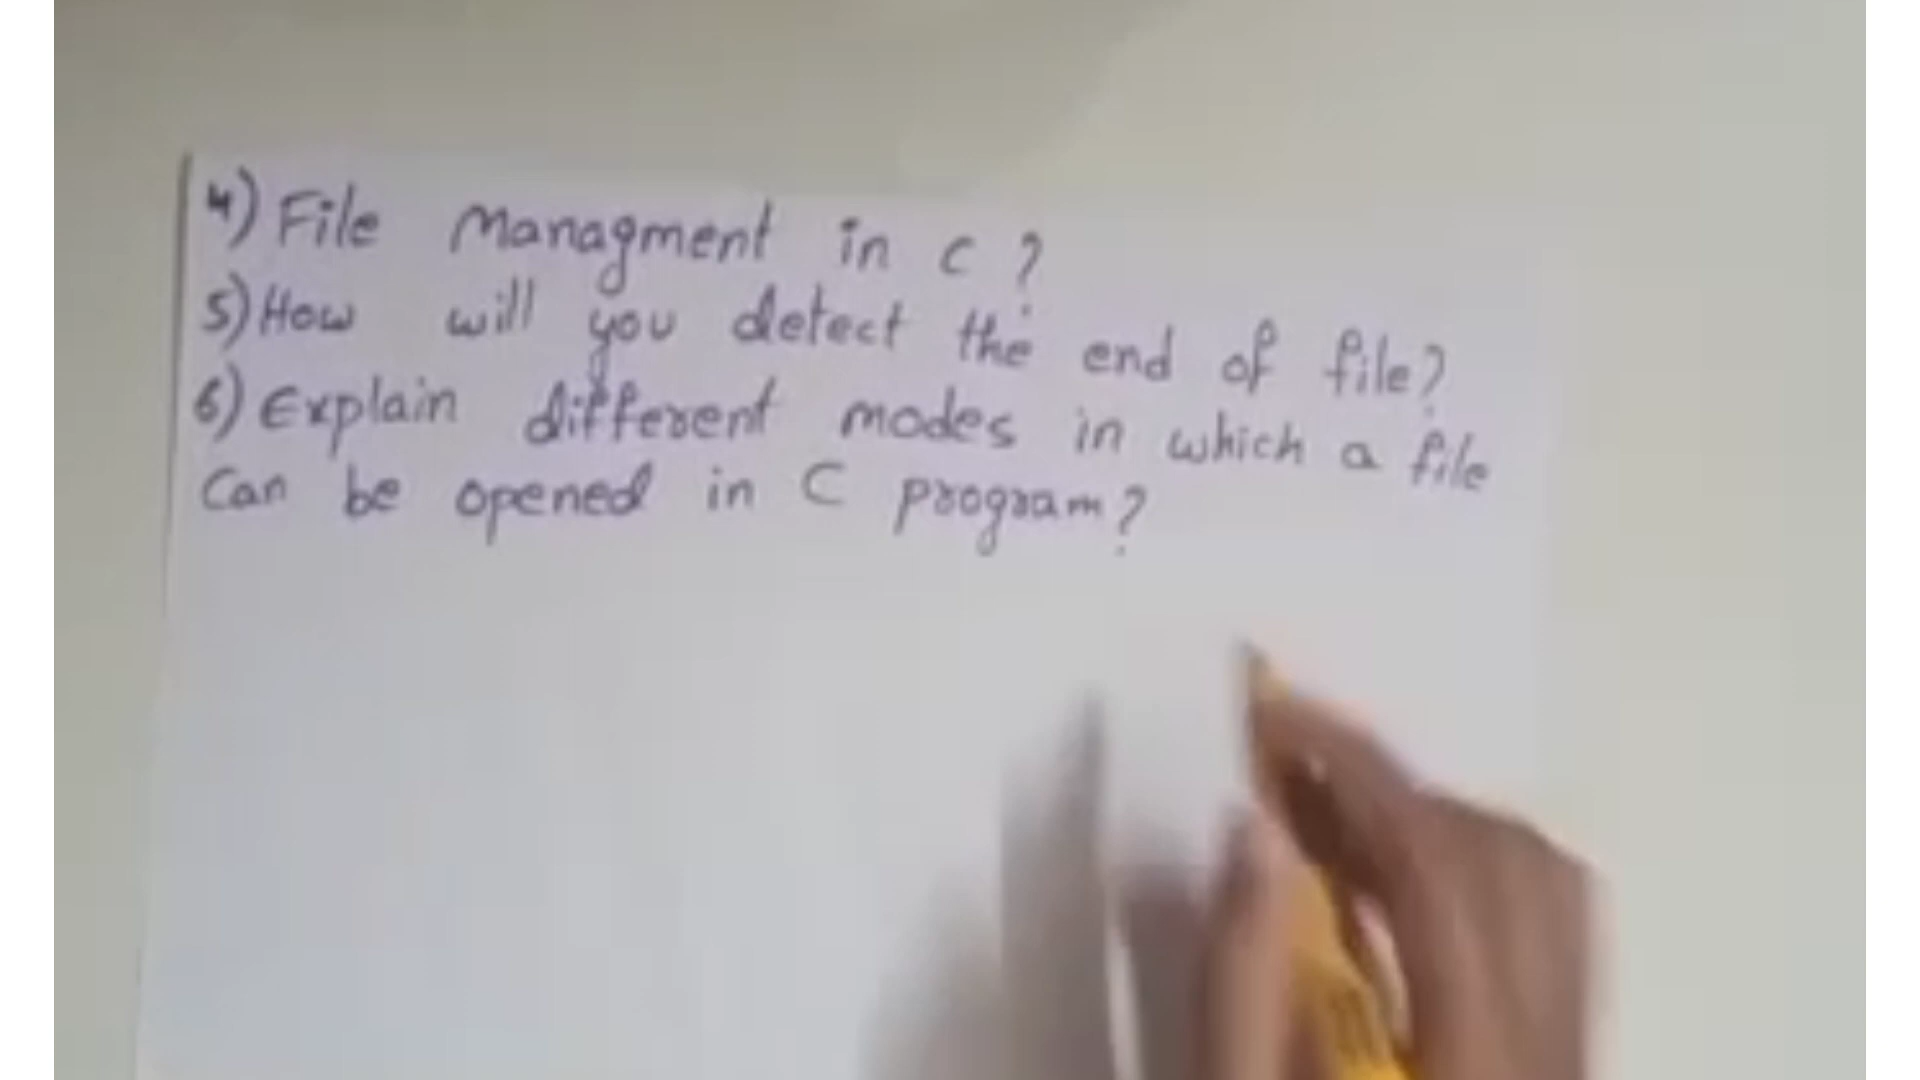 4) File Managment in C ?
5) How will you detect the end of file?
6) Explain different modes in which a file
Can be opened in C program?